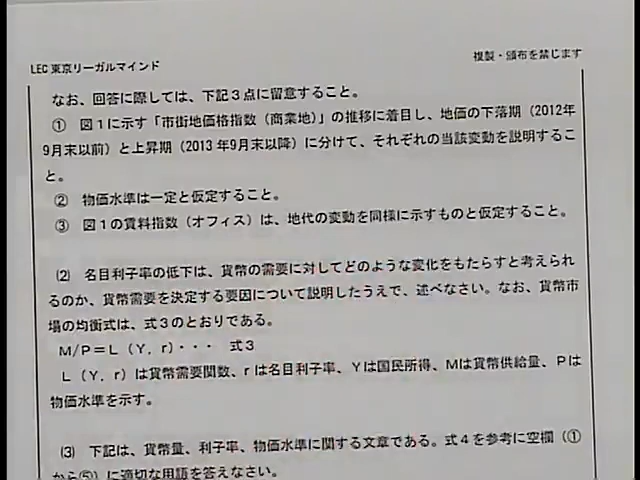 LEC 東京リーガルマインド
複製・頒布を禁じます
なお、回答に際しては、下記３点に留意すること。
① 図１に示す「市街地価格指数（商業地）」の推移に着目し、地価の下落期（2012年
9月末以前）と上昇期（2013 年9月末以降）に分けて、それぞれの当該変動を説明するこ
と。
② 物価水準は一定と仮定すること。
③ 図１の賃料指数（オフィス）は、地代の変動を同様に示すものと仮定すること。
⑵ 名目利子率の低下は、貨幣の需要に対してどのような変化をもたらすと考えられ
るのか、貨幣需要を決定する要因について説明したうえで、述べなさい。なお、貨幣市
場の均衡式は、式３のとおりである。
Ｍ/Ｐ＝Ｌ（Ｙ，ｒ）・・・ 式３
Ｌ（Ｙ，ｒ）は貨幣需要関数、ｒは名目利子率、Ｙは国民所得、Ｍは貨幣供給量、Ｐは
物価水準を示す。
⑶ 下記は、貨幣量、利子率、物価水準に関する文章である。式４を参考に空欄（①
から⑤）に適切な用語を答えなさい。